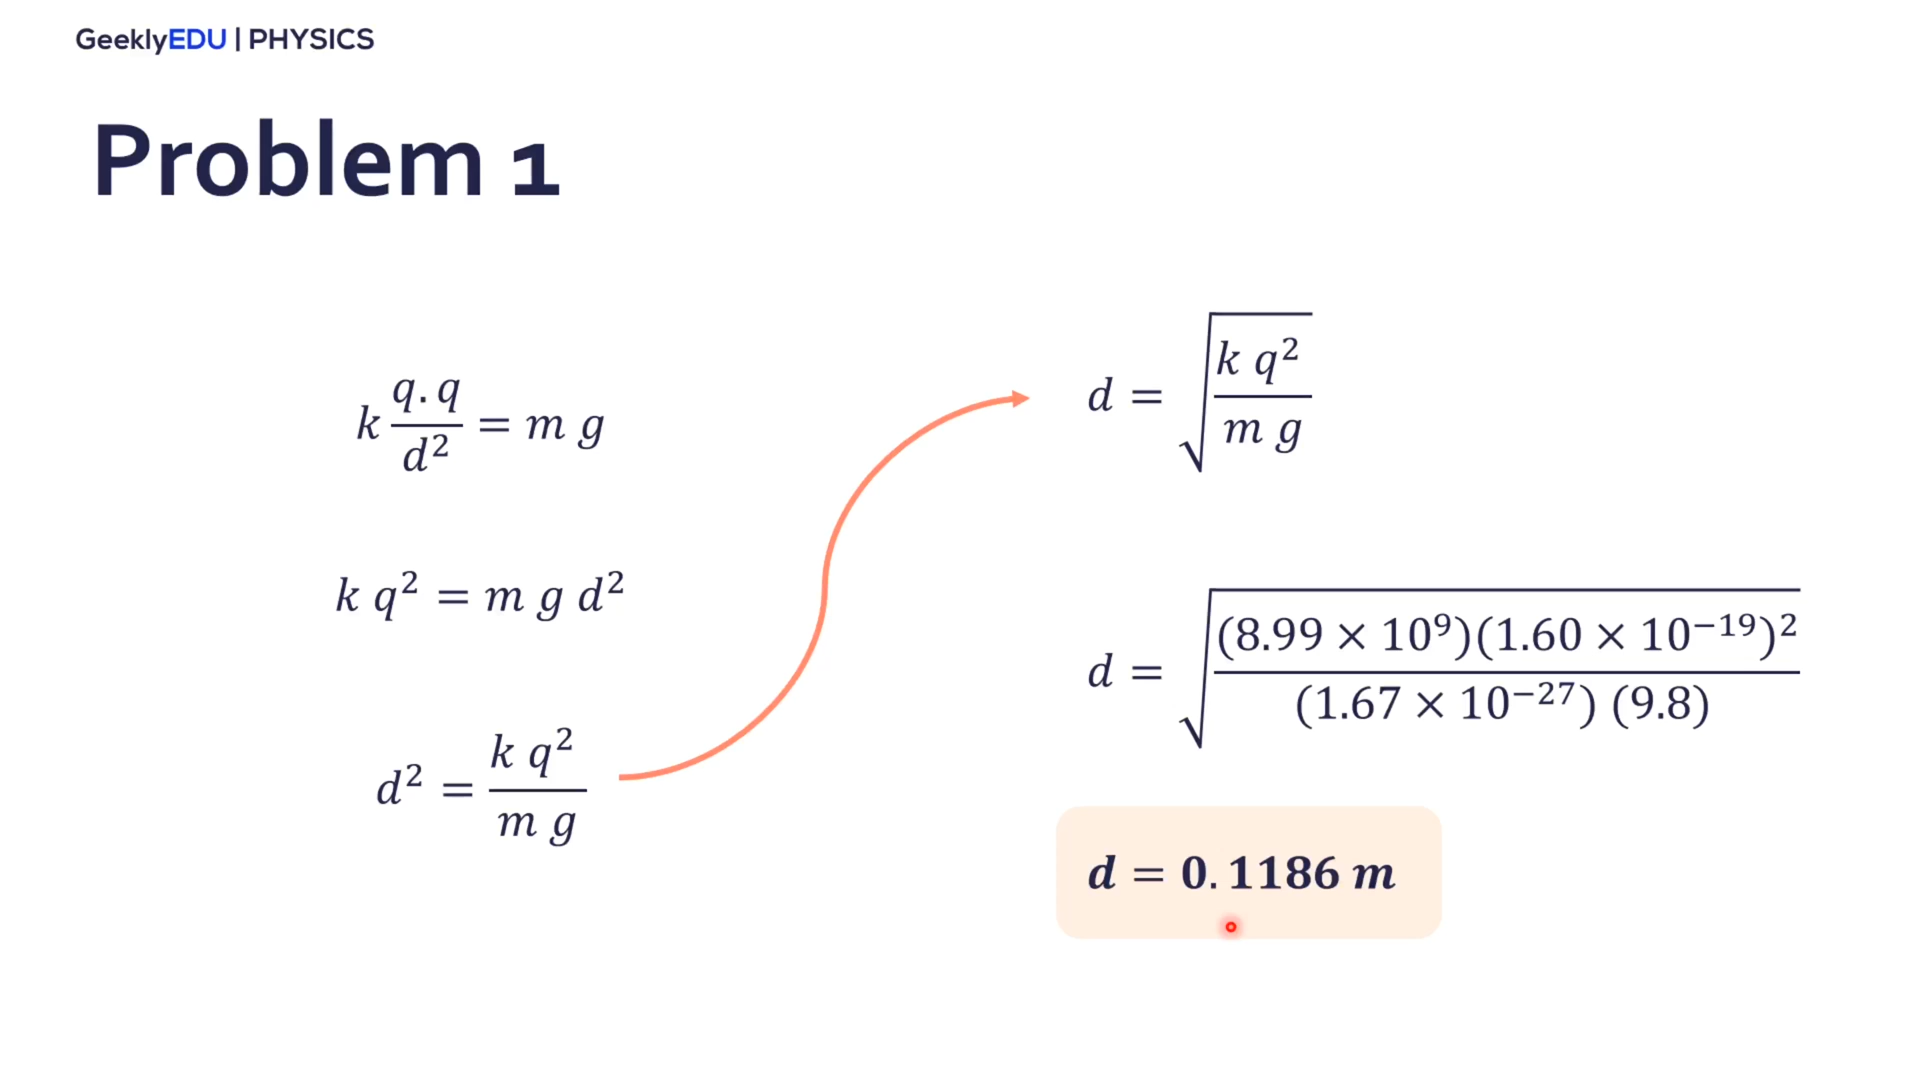 GeeklyEDU | PHYSICS
Problem 1
k q.q/d² = m g
k q² = m g d²
d² = k q²/m g
d = √(k q²/m g)
d = √((8.99 × 10⁹)(1.60 × 10⁻¹⁹)²/(1.67 × 10⁻²⁷) (9.8))
d = 0.1186 m